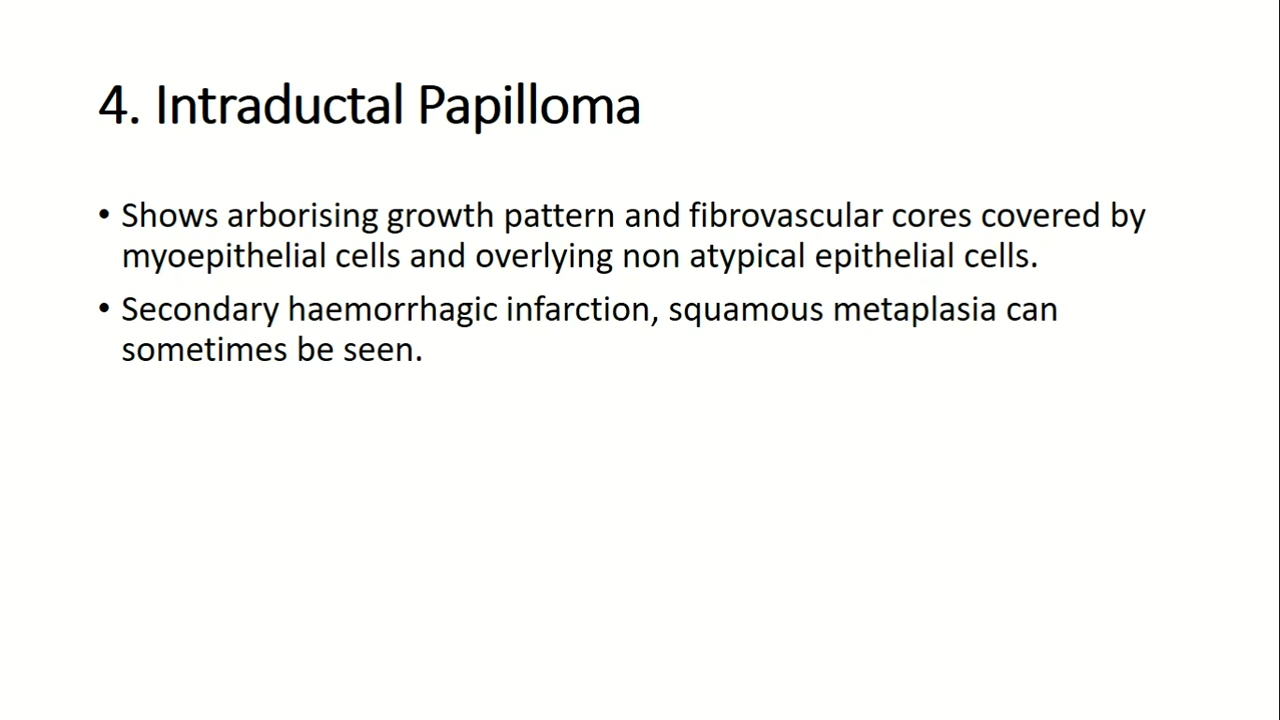 4. Intraductal Papilloma
• Shows arborising growth pattern and fibrovascular cores covered by
myoepithelial cells and overlying non atypical epithelial cells.
• Secondary haemorrhagic infarction, squamous metaplasia can
sometimes be seen.